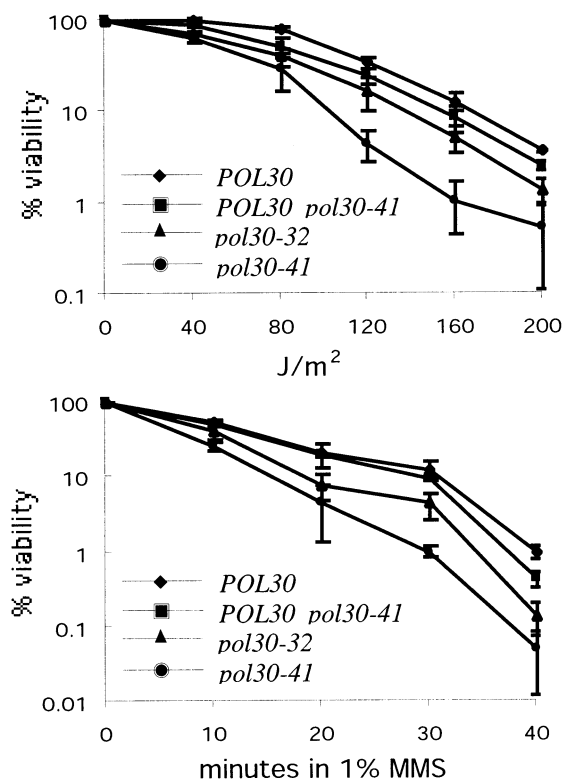 100
10
1
0.1
% viability
POL30
POL30 pol30-41
pol30-32
pol30-41
0 40 80 120 160 200
J/m²
100
10
1
0.1
0.01
% viability
POL30
POL30 pol30-41
pol30-32
pol30-41
0 10 20 30 40
minutes in 1% MMS